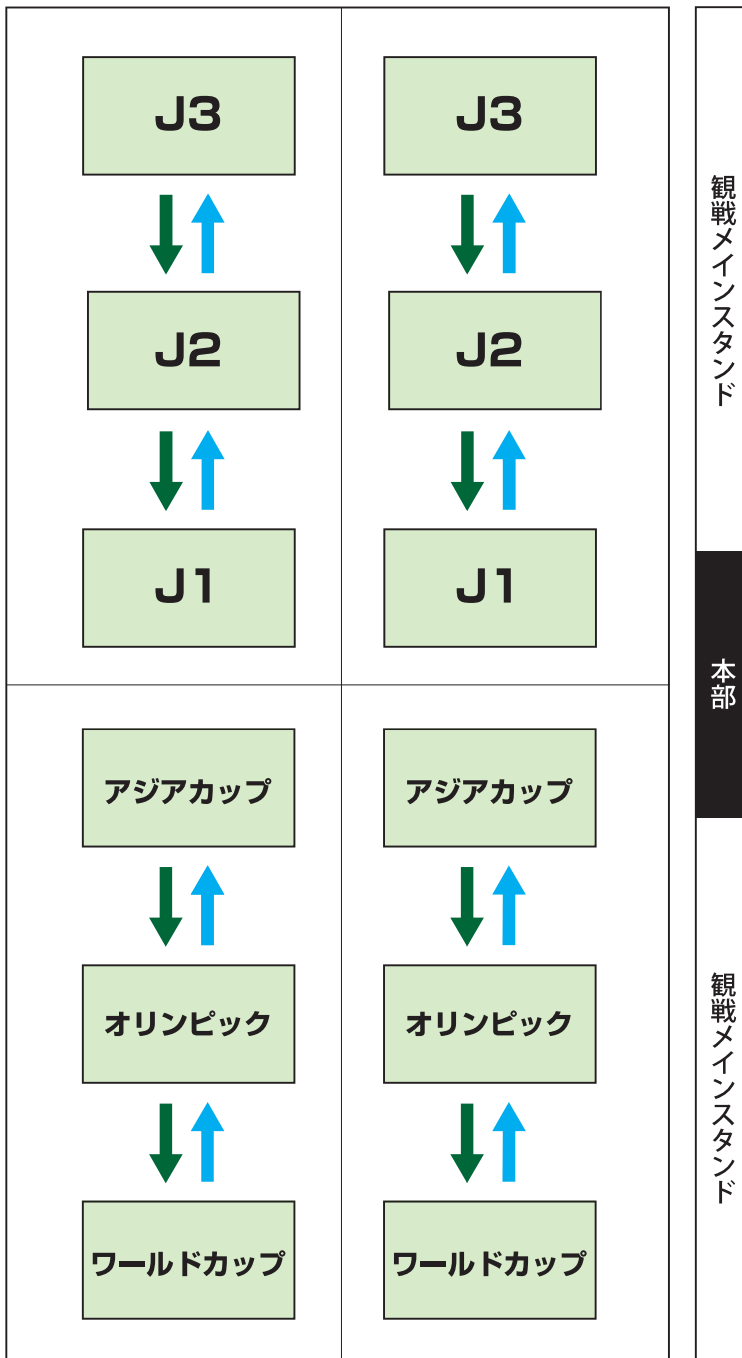 J3
J3
J2
J2
J1
J1
アジアカップ
アジアカップ
オリンピック
オリンピック
ワールドカップ
ワールドカップ
観戦メインスタンド
本部
観戦メインスタンド